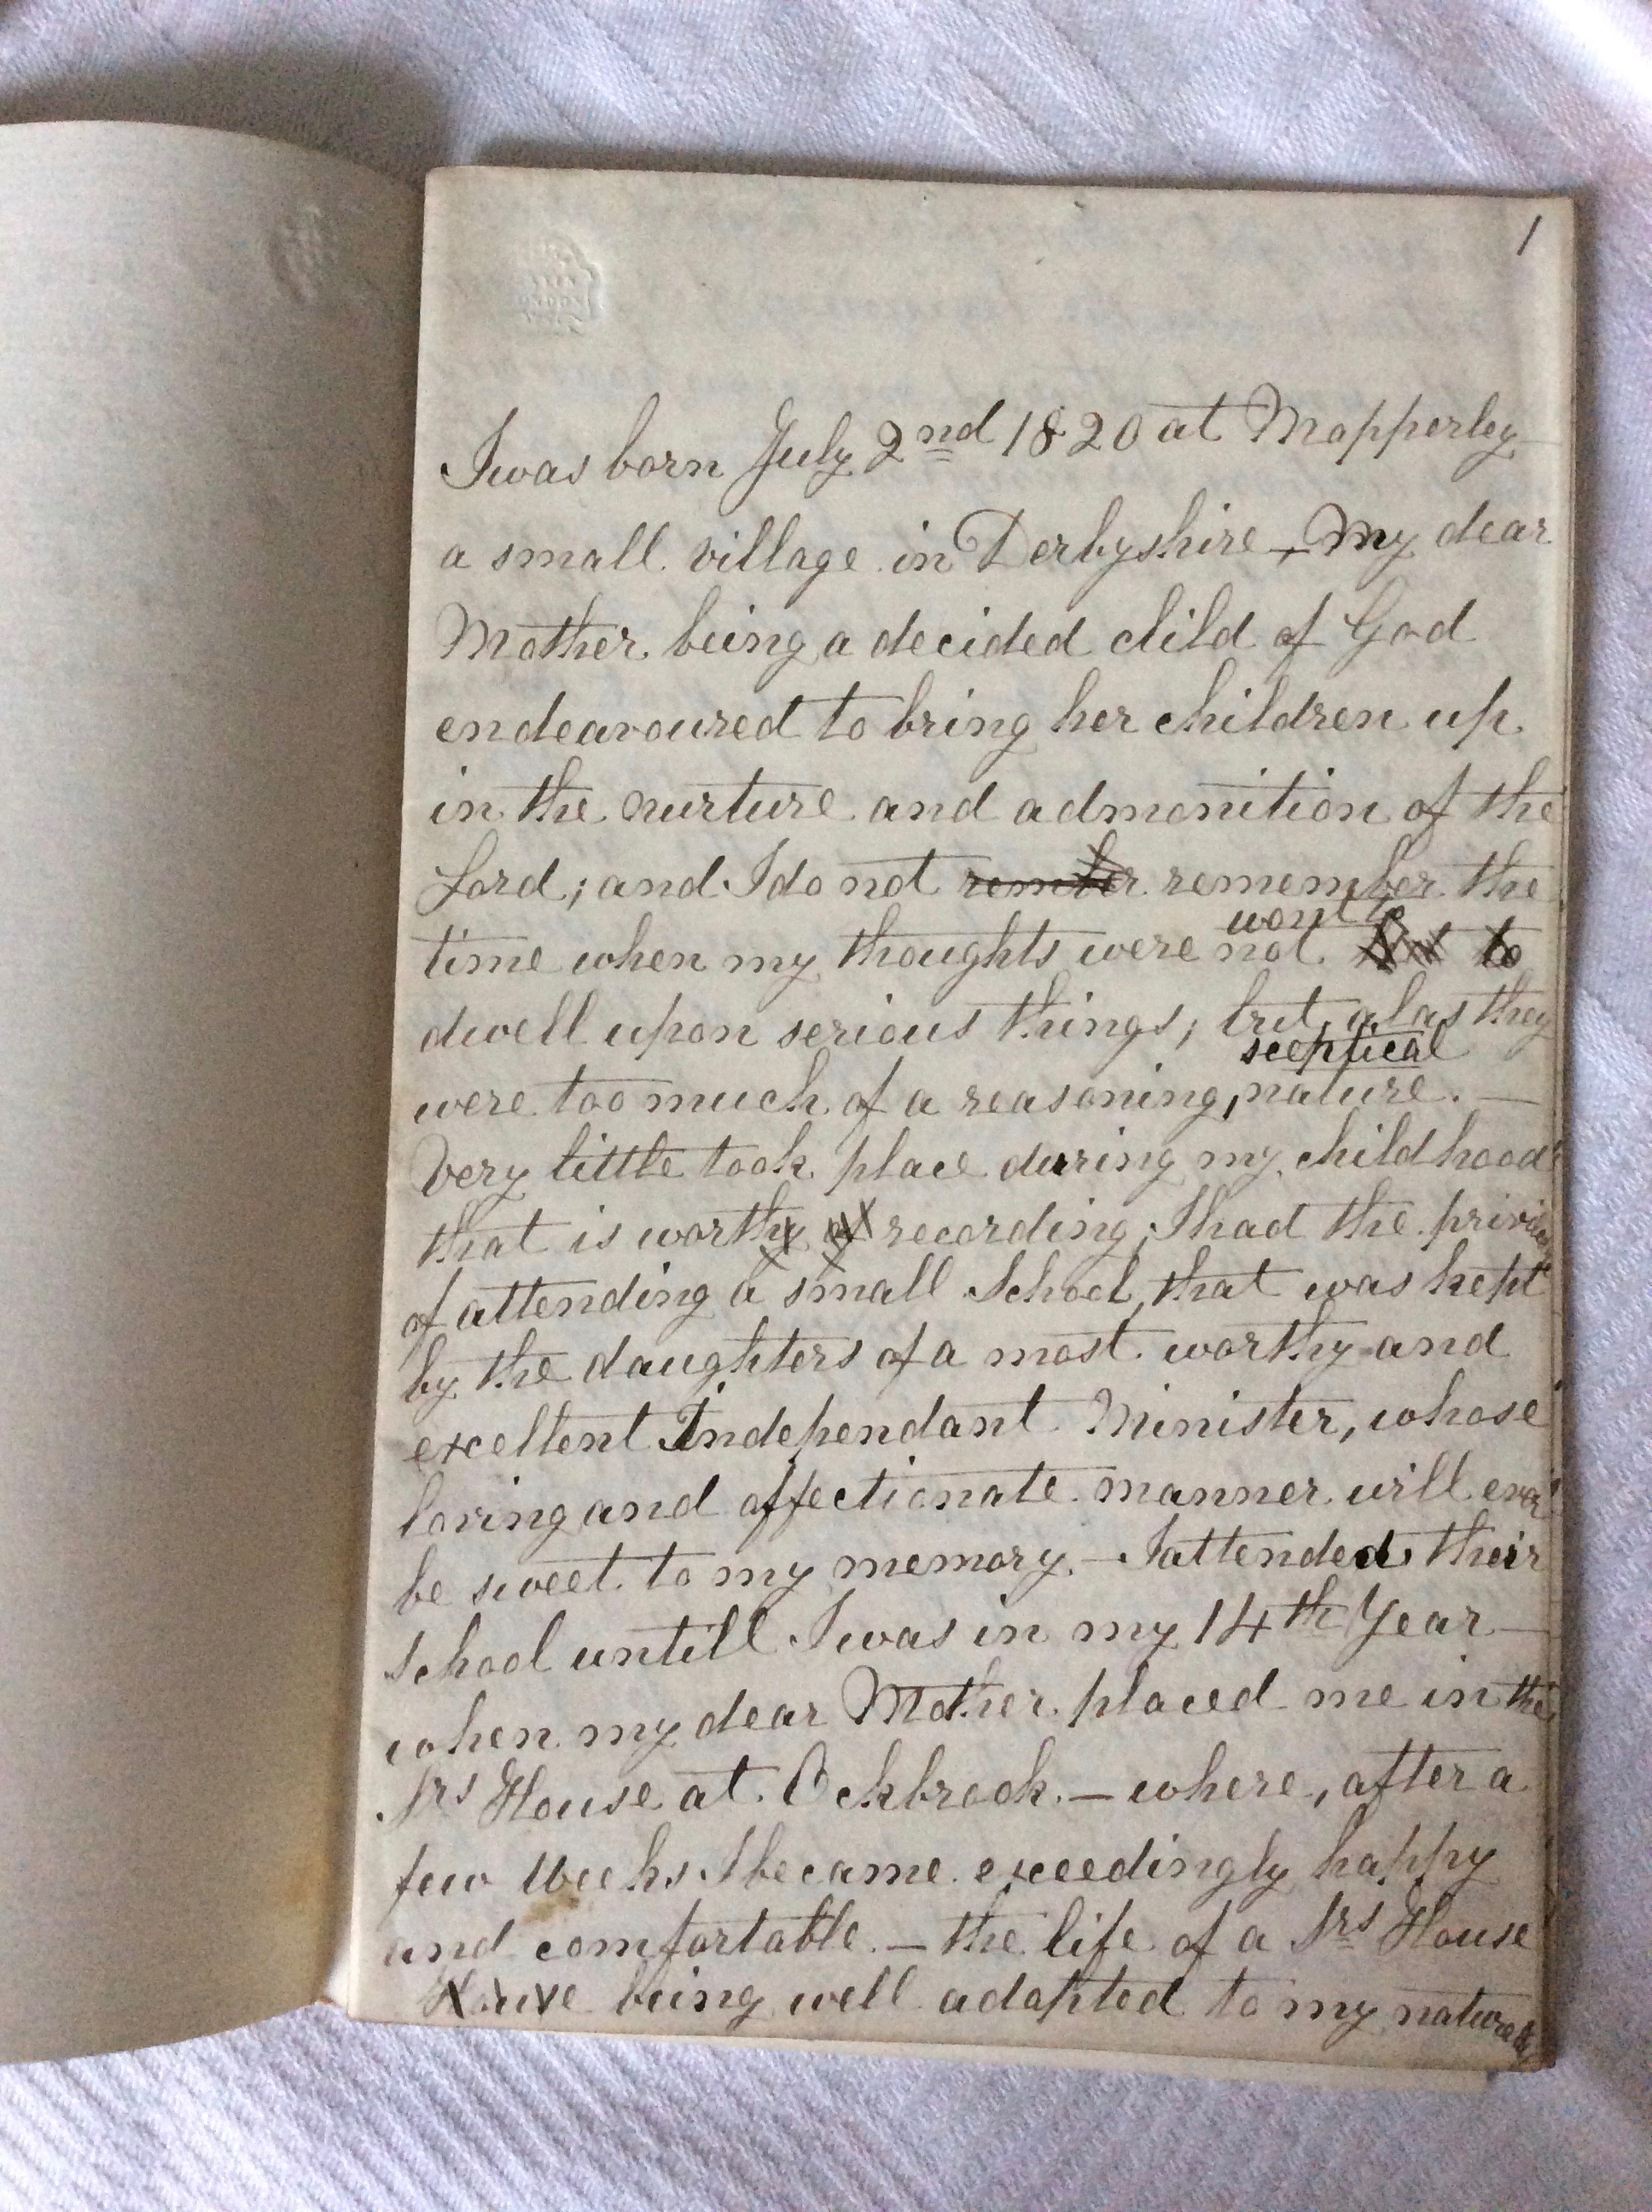 1
I was born July 2nd 1820 at Mapperley
a small village in Derbyshire – My dear
Mother being a decided child of God
endeavoured to bring her children up
in the nurture and admonition of the
Lord; and I do not rember remember the
wont to
time when my thoughts were not to
dwell upon serious things; but, alas they
sceptical
were too much of a reasoning, nature. –
Very little took place during my childhood
that is worthy of recording; I had the
of attending a small School, that was kept
by the daughters of a most worthy and
excellent Independant Minister, whose
loving and affectionate manner will ever
be sweet to my memory. – I attended their
school untill I was in my 14th Year –
when my dear Mother placed me in the
Srs House at Ockbrook. – where, after a
few Weeks I became exceedingly happy
and comfortable. – the life of a Srs House
House being well adapted to my nature